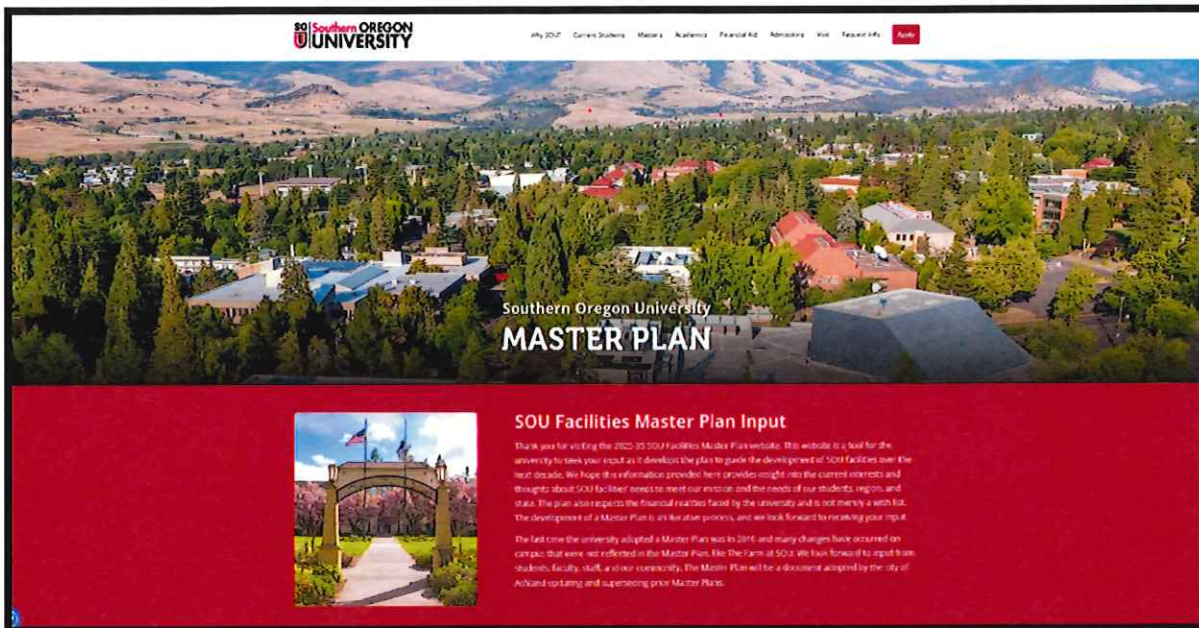 SO Southern OREGON
U UNIVERSITY
Why SOU? Current Students Masters Academics Financial Aid Admissions Visit Request Info Apply
Southern Oregon University
MASTER PLAN
SOU Facilities Master Plan Input
Thank you for visiting the 2025-35 SOU Facilities Master Plan website. This website is a tool for the
university to seek your input as it develops the plan to guide the development of SOU facilities over the
next decade. We hope this information provided here provides insight into the current interests and
thoughts about SOU facilities' needs to meet our mission and the needs of our students, region, and
state. The plan also respects the financial realities faced by the university and is not merely a wish list.
The development of a Master Plan is an iterative process, and we look forward to receiving your input.
The last time the university adopted a Master Plan was in 2010 and many changes have occurred on
campus that were not reflected in the Master Plan, like The Farm at SOU. We look forward to input from
students, faculty, staff, and our community. The Master Plan will be a document adopted by the city of
Ashland updating and superseding prior Master Plans.